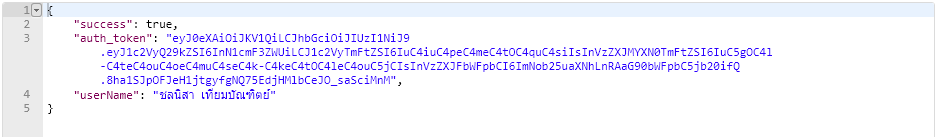 1 {
2 "success": true,
3 "auth_token": "eyJ0eXAiOiJKV1QiLCJhbGciOiJIUzI1NiJ9
.eyJ1c2VyQ29kZSI6InN1cmF3ZWUiLCJ1c2VyTmFtZSI6IuC4iuC4peC4meC4tOC4quC4siIsInVzZXJMYXN0TmFtZSI6IuC5gOC4l
-C4teC4ouC4oeC4muC4seC4k-C4keC4tOC4leC4ouC5jCIsInVzZXJFbWFpbCI6ImNob25uaXNhLnRAaG90bWFpbC5jb20ifQ
.8ha1SJpOFJeH1jtgyfgNQ75EdjHM1bCeJO_saSciMnM",
4 "userName": "ชลนิสา เทียมบัณฑิตย์"
5 }